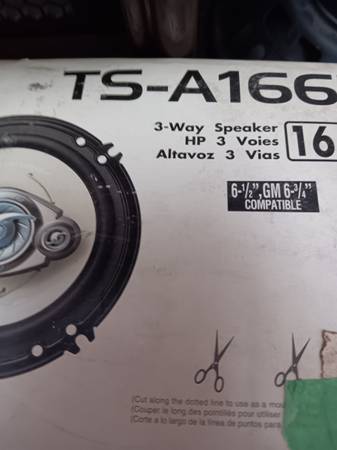 TS-A166
3-Way Speaker
HP 3 Voies
Altavoz 3 Vias
16
6-1/2", GM 6-3/4"
COMPATIBLE
(Cut along the dotted line to use as a
(Couper le long des pointillés pour utiliser
(Corte a lo largo de la línea de puntos para